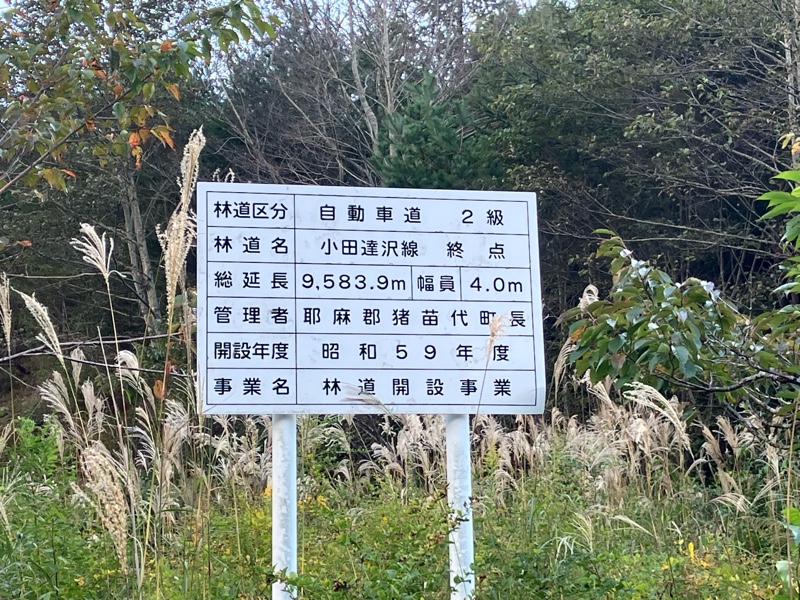 林道区分 自動車道 2級
林道名 小田達沢線 終点
総延長 9,583.9m 幅員 4.0m
管理者 耶麻郡猪苗代町長
開設年度 昭和59年度
事業名 林道開設事業